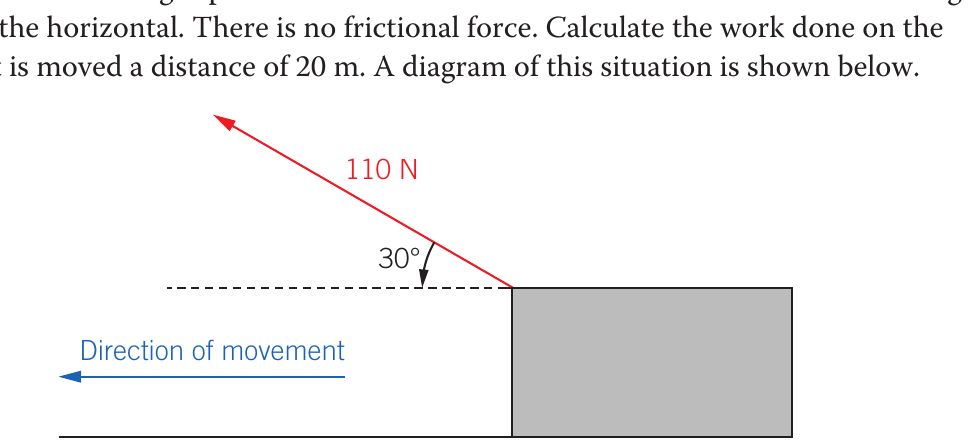 the horizontal. There is no frictional force. Calculate the work done on the
is moved a distance of 20 m. A diagram of this situation is shown below.
110 N
30°
Direction of movement